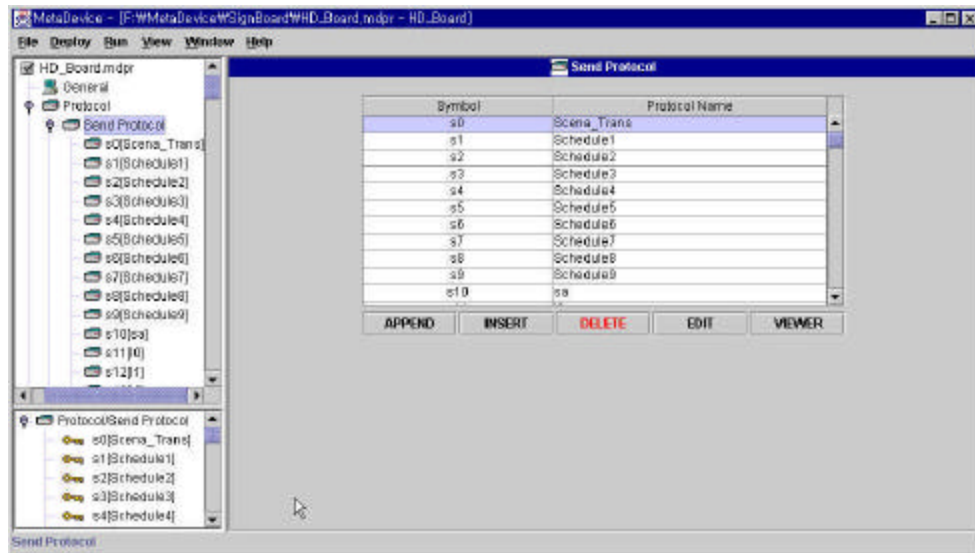 MetaDevice - [F:₩MetaDevice₩SignBoard₩HD_Board.mdpr - HD_Board]
File Deploy Run View Window Help
HD_Board.mdpr
General
Protocol
Send Protocol
s0[Scena_Trans]
s1[Schedule1]
s2[Schedule2]
s3[Schedule3]
s4[Schedule4]
s5[Schedule5]
s6[Schedule6]
s7[Schedule7]
s8[Schedule8]
s9[Schedule9]
s10[sa]
s11[l0]
s12[l1]
Protocol/Send Protocol
s0[Scena_Trans]
s1[Schedule1]
s2[Schedule2]
s3[Schedule3]
s4[Schedule4]
Send Protocol
Symbol Protocol Name
s0 Scena_Trans
s1 Schedule1
s2 Schedule2
s3 Schedule3
s4 Schedule4
s5 Schedule5
s6 Schedule6
s7 Schedule7
s8 Schedule8
s9 Schedule9
s10 sa
APPEND INSERT DELETE EDIT VIEWER
Send Protocol